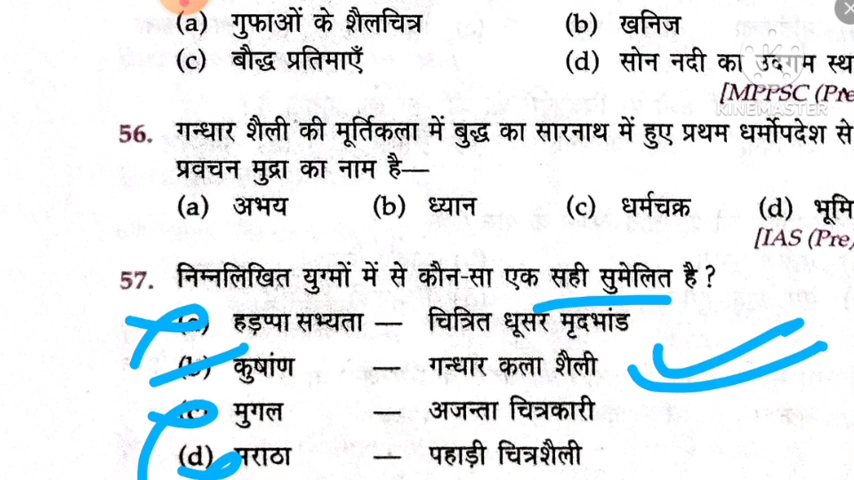 (a) गुफाओं के शैलचित्र (b) खनिज
(c) बौद्ध प्रतिमाएँ (d) सोन नदी का उद्गम स्थ
[MPPSC (Pre
KINEMASTER
56. गन्धार शैली की मूर्तिकला में बुद्ध का सारनाथ में हुए प्रथम धर्मोपदेश से
प्रवचन मुद्रा का नाम है—
(a) अभय (b) ध्यान (c) धर्मचक्र (d) भूमि
[IAS (Pre)
57. निम्नलिखित युग्मों में से कौन-सा एक सही सुमेलित है ?
(a) हड़प्पा सभ्यता — चित्रित धूसर मृदभांड
(b) कुषांण — गन्धार कला शैली
(c) मुगल — अजन्ता चित्रकारी
(d) मराठा — पहाड़ी चित्रशैली